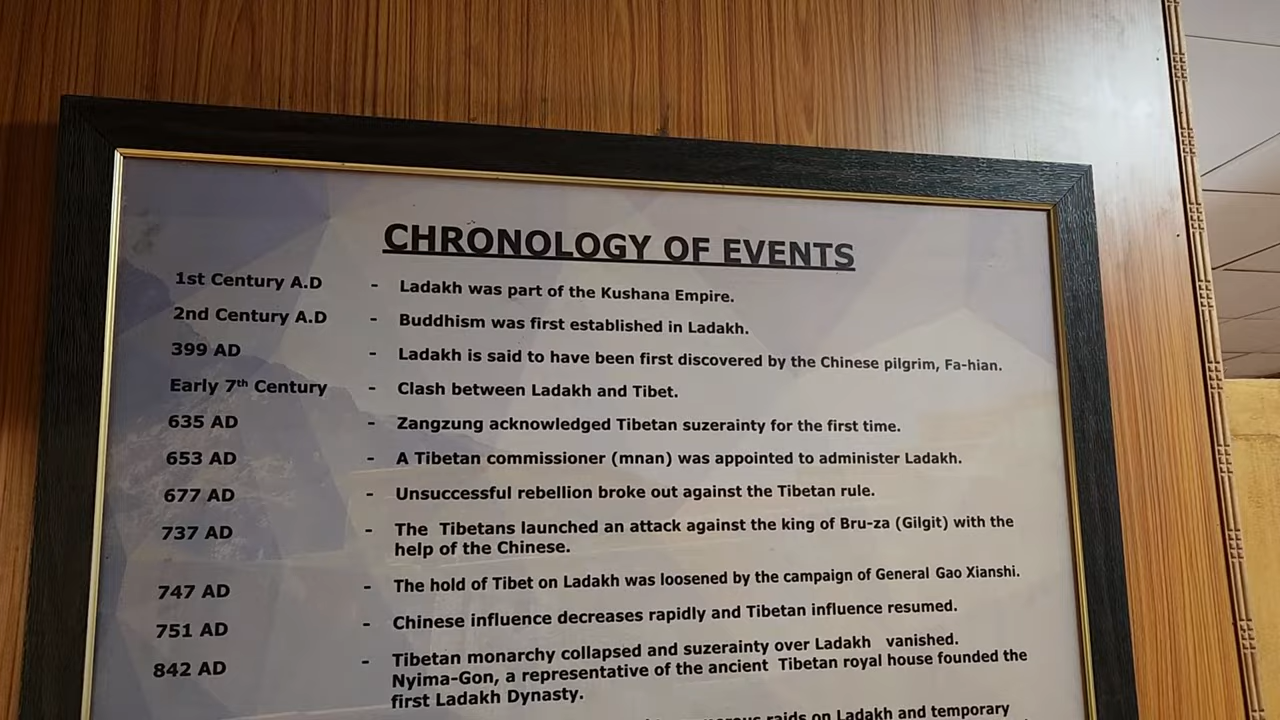 CHRONOLOGY OF EVENTS
1st Century A.D - Ladakh was part of the Kushana Empire.
2nd Century A.D - Buddhism was first established in Ladakh.
399 AD - Ladakh is said to have been first discovered by the Chinese pilgrim, Fa-hian.
Early 7th Century - Clash between Ladakh and Tibet.
635 AD - Zangzung acknowledged Tibetan suzerainty for the first time.
653 AD - A Tibetan commissioner (mnan) was appointed to administer Ladakh.
677 AD - Unsuccessful rebellion broke out against the Tibetan rule.
737 AD - The Tibetans launched an attack against the king of Bru-za (Gilgit) with the
help of the Chinese.
747 AD - The hold of Tibet on Ladakh was loosened by the campaign of General Gao Xianshi.
751 AD - Chinese influence decreases rapidly and Tibetan influence resumed.
842 AD - Tibetan monarchy collapsed and suzerainty over Ladakh vanished.
Nyima-Gon, a representative of the ancient Tibetan royal house founded the
first Ladakh Dynasty.
raids on Ladakh and temporary